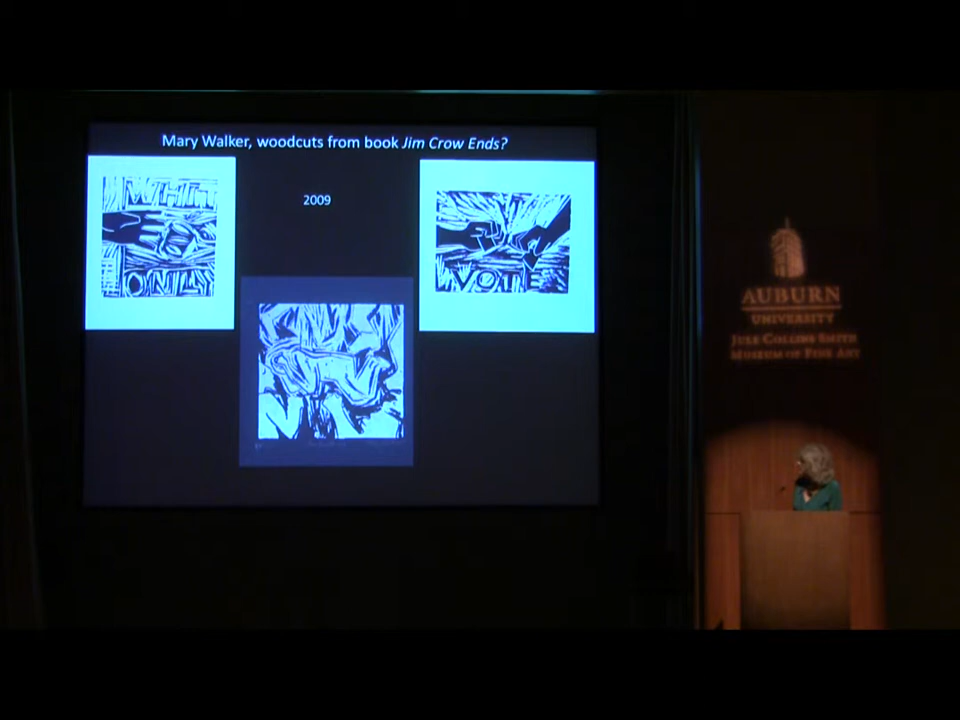 Mary Walker, woodcuts from book Jim Crow Ends?
2009
WHIT
ONLY
VOTE
AUBURN
UNIVERSITY
JULE COLLINS SMITH
MUSEUM OF FINE ART